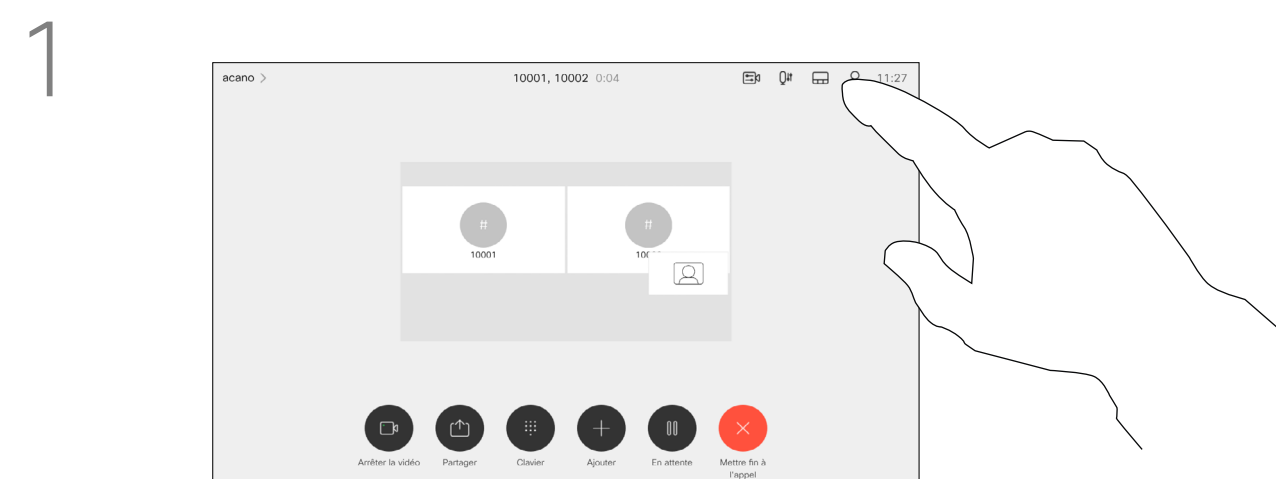 1
acano >
10001, 10002 0:04
11:27
#
#
10001
Arrêter la vidéo
Partager
Clavier
Ajouter
En attente
Mettre fin à
l'appel